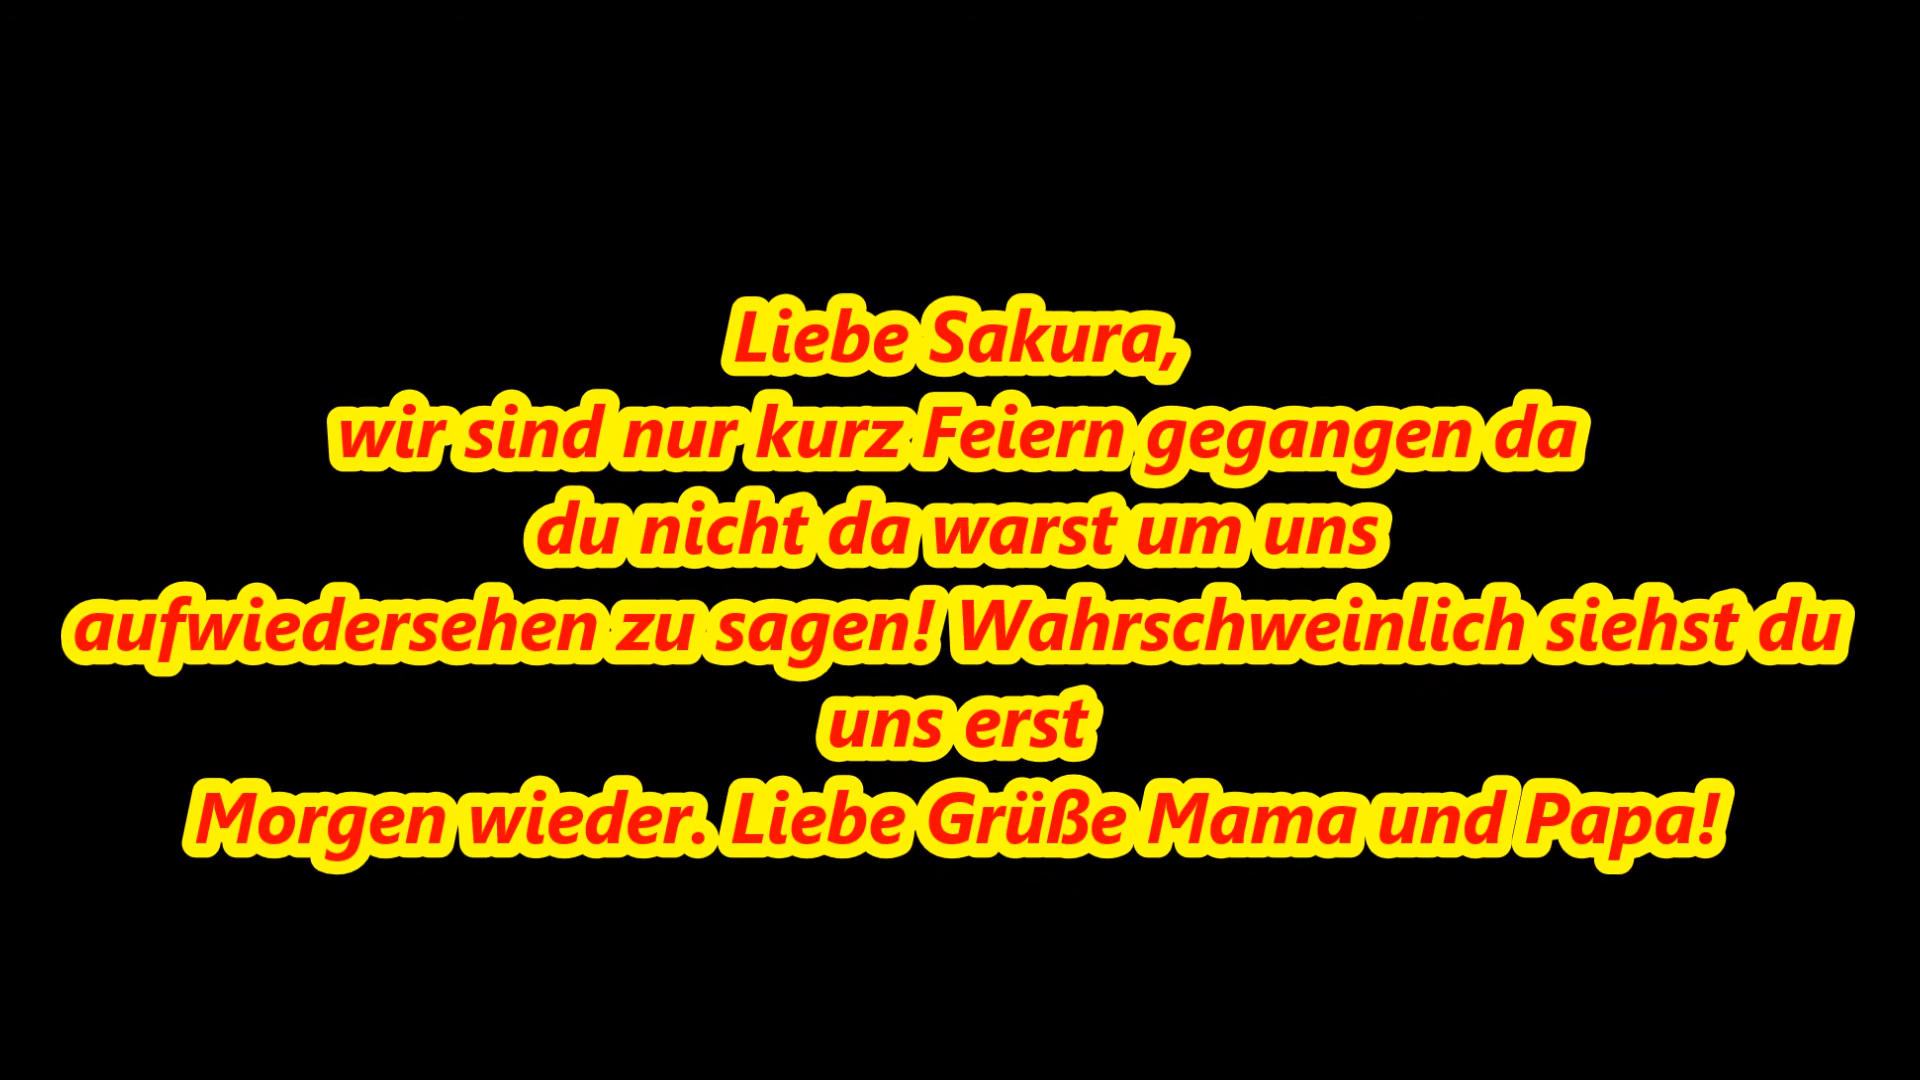 Liebe Sakura,
wir sind nur kurz Feiern gegangen da
du nicht da warst um uns
aufwiedersehen zu sagen! Wahrschweinlich siehst du
uns erst
Morgen wieder. Liebe Grüße Mama und Papa!